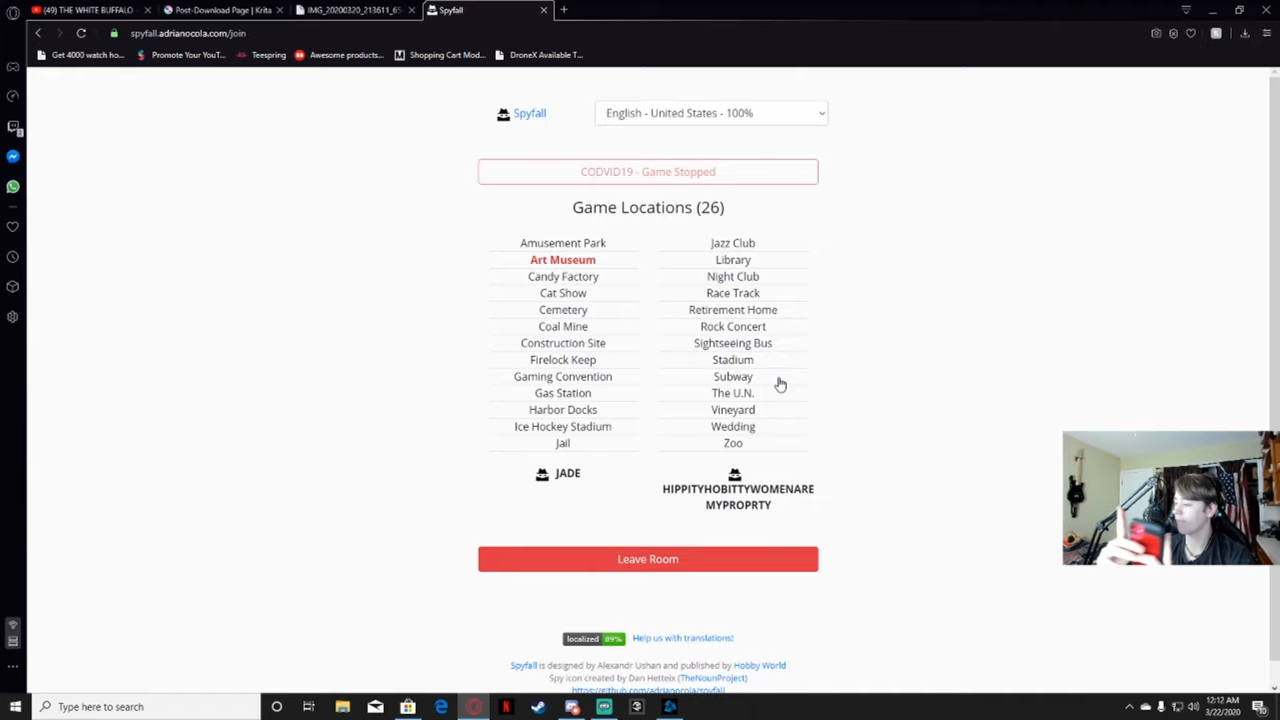 (49) THE WHITE BUFFALO
Post-Download Page | Krita
IMG_20200320_213611_65
Spyfall
spyfall.adrianocola.com/join
Get 4000 watch ho...
Promote Your YouT...
Teespring
Awesome products...
Shopping Cart Mod...
DroneX Available T...
Spyfall
English - United States - 100%
CODVID19 - Game Stopped
Game Locations (26)
Amusement Park
Art Museum
Candy Factory
Cat Show
Cemetery
Coal Mine
Construction Site
Firelock Keep
Gaming Convention
Gas Station
Harbor Docks
Ice Hockey Stadium
Jail
Jazz Club
Library
Night Club
Race Track
Retirement Home
Rock Concert
Sightseeing Bus
Stadium
Subway
The U.N.
Vineyard
Wedding
Zoo
JADE
HIPPITYHOBITTYWOMENARE
MYPROPRTY
Leave Room
localized 89%
Help us with translations!
Spyfall is designed by Alexandr Ushan and published by Hobby World
Spy icon created by Dan Hetteix (TheNounProject)
https://github.com/adrianocola/spyfall
Type here to search
12:12 AM
3/22/2020